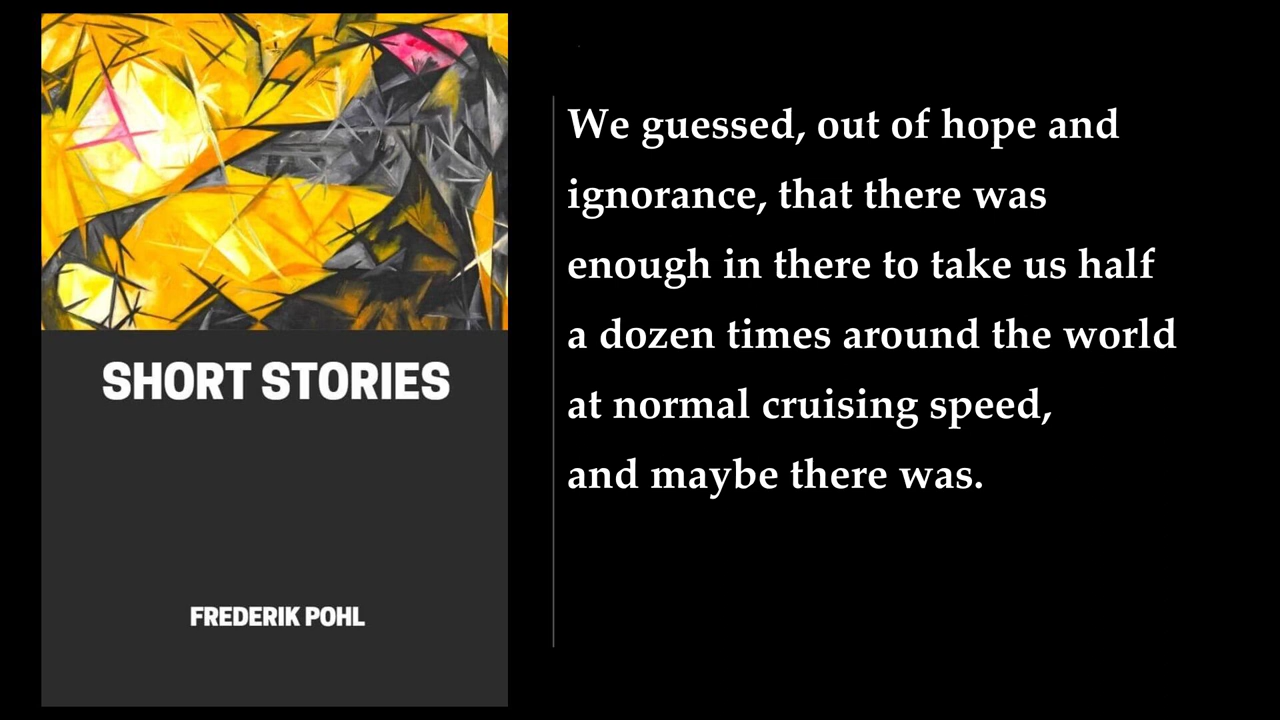 SHORT STORIES
FREDERIK POHL
We guessed, out of hope and
ignorance, that there was
enough in there to take us half
a dozen times around the world
at normal cruising speed,
and maybe there was.